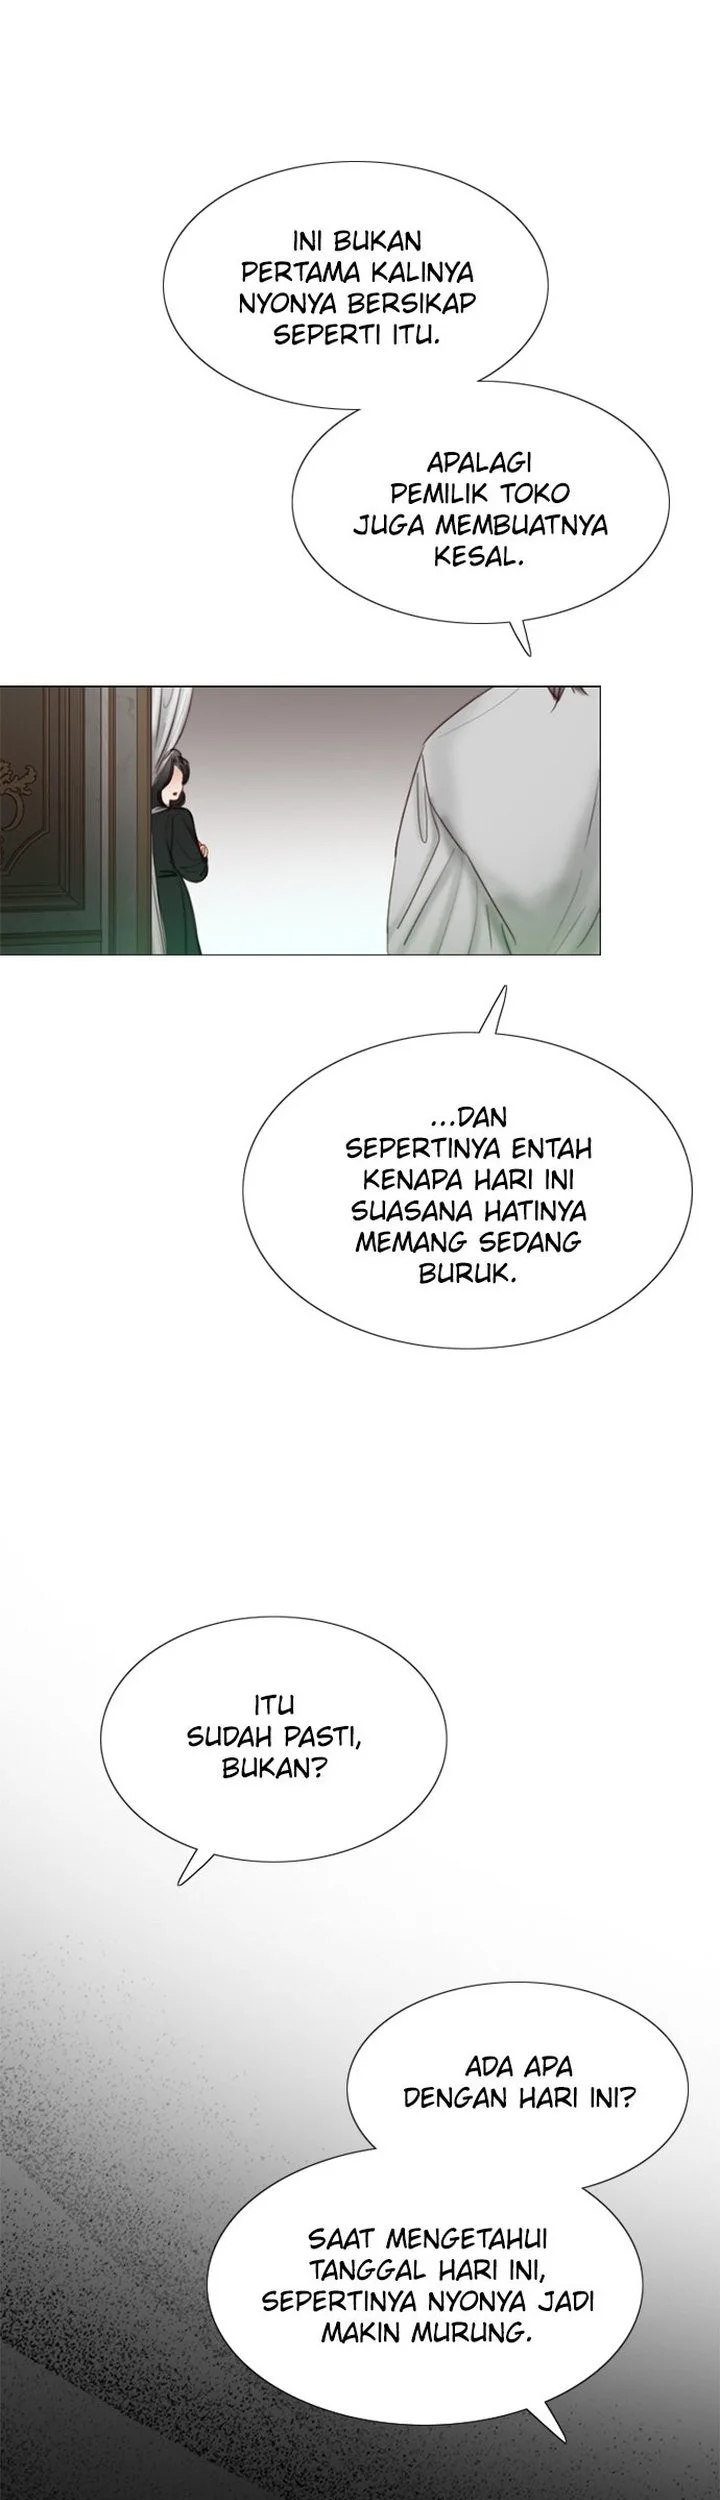 INI BUKAN
PERTAMA KALINYA
NYONYA BERSIKAP
SEPERTI ITU.
APALAGI
PEMILIK TOKO
JUGA MEMBUATNYA
KESAL.
...DAN
SEPERTINYA ENTAH
KENAPA HARI INI
SUASANA HATINYA
MEMANG SEDANG
BURUK.
ITU
SUDAH PASTI,
BUKAN?
ADA APA
DENGAN HARI INI?
SAAT MENGETAHUI
TANGGAL HARI INI,
SEPERTINYA NYONYA JADI
MAKIN MURUNG.